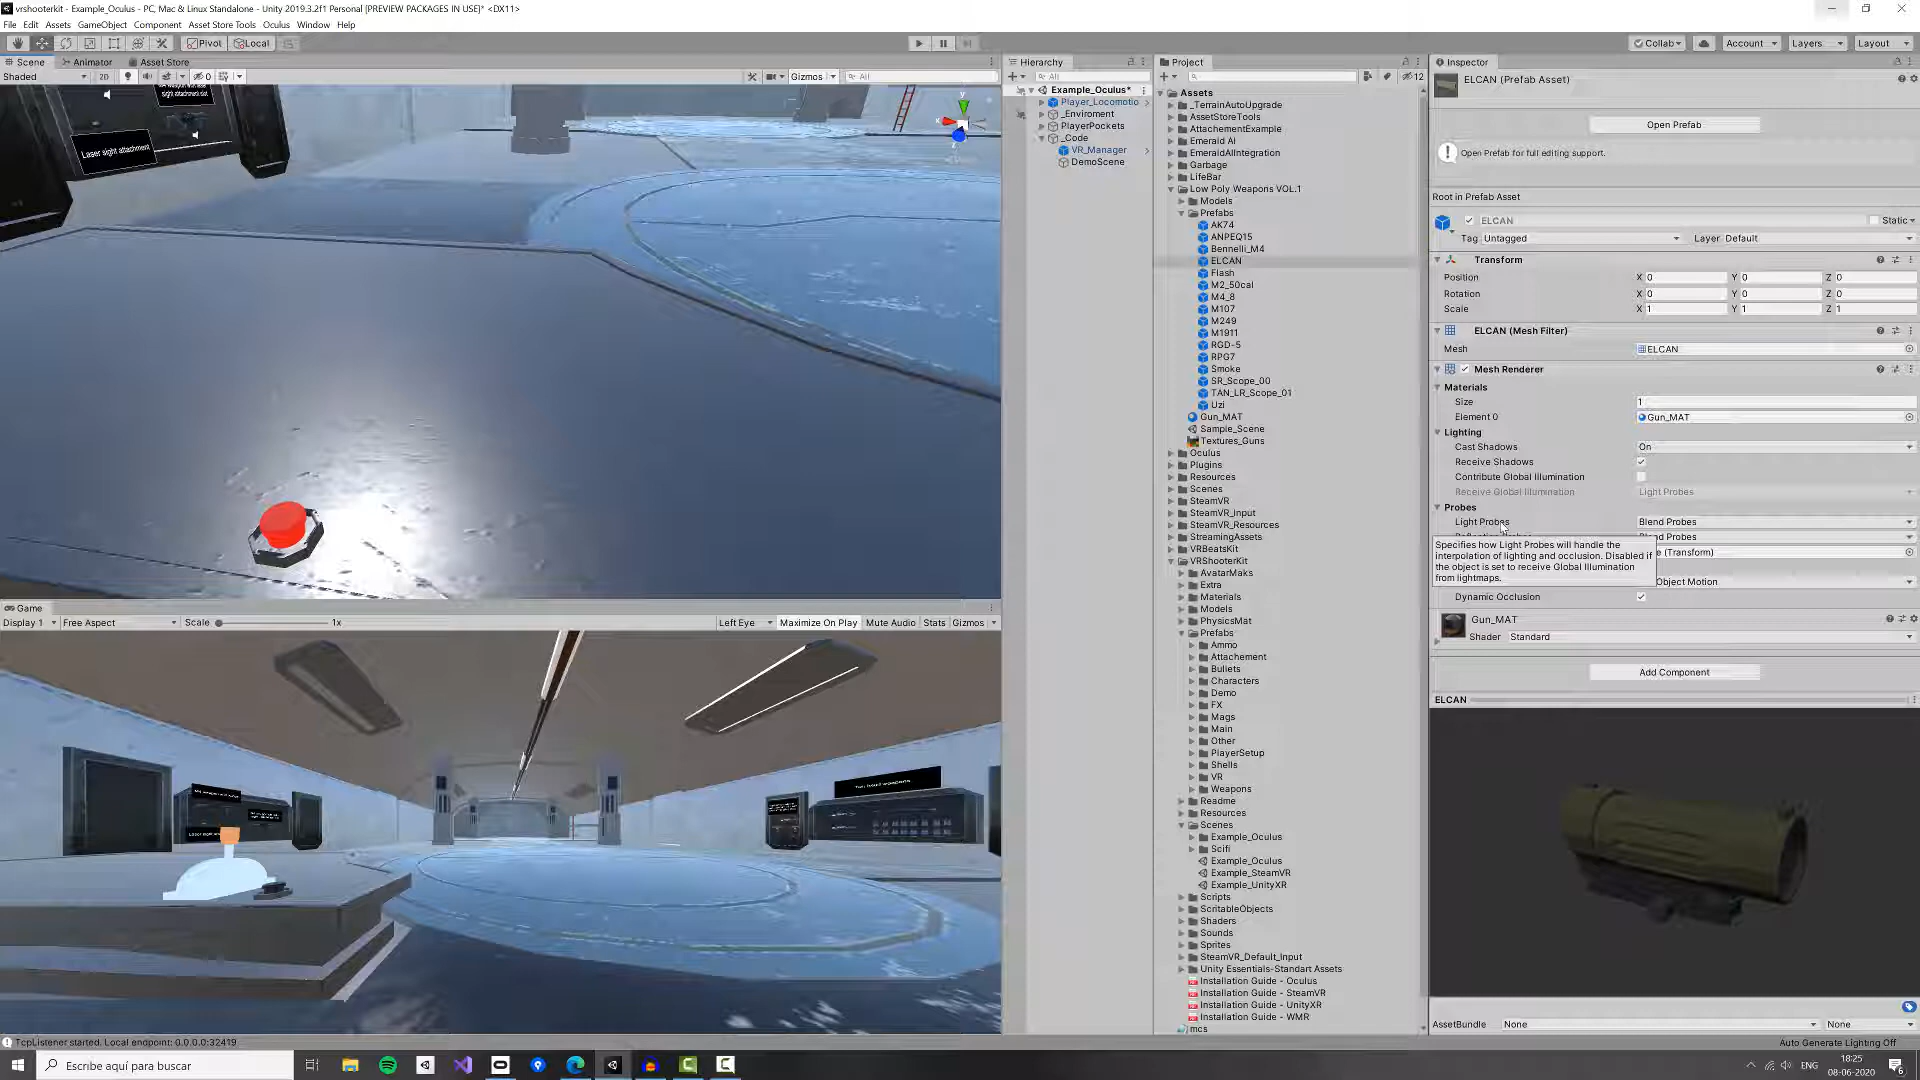 vrshooterkit - Example_Oculus - PC, Mac & Linux Standalone - Unity 2019.3.2f1 Personal [PREVIEW PACKAGES IN USE]* <DX11>
File Edit Assets GameObject Component Asset Store Tools Oculus Window Help
Pivot Local Collab Account Layers Layout
Scene Animator Asset Store
Shaded 2D 0 Gizmos All
Laser sight attachment
Game
Display 1 Free Aspect Scale 1x Left Eye Maximize On Play Mute Audio Stats Gizmos
Hierarchy
All
Example_Oculus*
Player_Locomotio
_Enviroment
PlayerPockets
_Code
VR_Manager
DemoScene
Project
12
Assets
_TerrainAutoUpgrade
AssetStoreTools
AttachementExample
Emerald AI
EmeraldAIIntegration
Garbage
LifeBar
Low Poly Weapons VOL.1
Models
Prefabs
AK74
ANPEQ15
Bennelli_M4
ELCAN
Flash
M2_50cal
M4_8
M107
M249
M1911
RGD-5
RPG7
Smoke
SR_Scope_00
TAN_LR_Scope_01
Uzi
Gun_MAT
Sample_Scene
Textures_Guns
Oculus
Plugins
Resources
Scenes
SteamVR
SteamVR_Input
SteamVR_Resources
StreamingAssets
VRBeatsKit
VRShooterKit
AvatarMaks
Extra
Materials
Models
PhysicsMat
Prefabs
Ammo
Attachement
Bullets
Characters
Demo
FX
Mags
Main
Other
PlayerSetup
Shells
VR
Weapons
Readme
Resources
Scenes
Example_Oculus
Scifi
Example_Oculus
Example_SteamVR
Example_UnityXR
Scripts
ScritableObjects
Shaders
Sounds
Sprites
SteamVR_Default_Input
Unity Essentials-Standart Assets
Installation Guide - Oculus
Installation Guide - SteamVR
Installation Guide - UnityXR
Installation Guide - WMR
mcs
Inspector
ELCAN (Prefab Asset)
Open Prefab
Open Prefab for full editing support.
Root in Prefab Asset
ELCAN Static
Tag Untagged Layer Default
Transform
Position X 0 Y 0 Z 0
Rotation X 0 Y 0 Z 0
Scale X 1 Y 1 Z 1
ELCAN (Mesh Filter)
Mesh ELCAN
Mesh Renderer
Materials
Size 1
Element 0 Gun_MAT
Lighting
Cast Shadows On
Receive Shadows
Contribute Global Illumination
Receive Global Illumination Light Probes
Probes
Light Probes Blend Probes
Blend Probes
Specifies how Light Probes will handle the
interpolation of lighting and occlusion. Disabled if
the object is set to receive Global Illumination
from lightmaps.
(Transform)
Object Motion
Dynamic Occlusion
Gun_MAT
Shader Standard
Add Component
ELCAN
AssetBundle None None
TcpListener started. Local endpoint: 0.0.0.0:32419
Auto Generate Lighting Off
Escribe aquí para buscar
ENG
18:25
08-06-2020
6